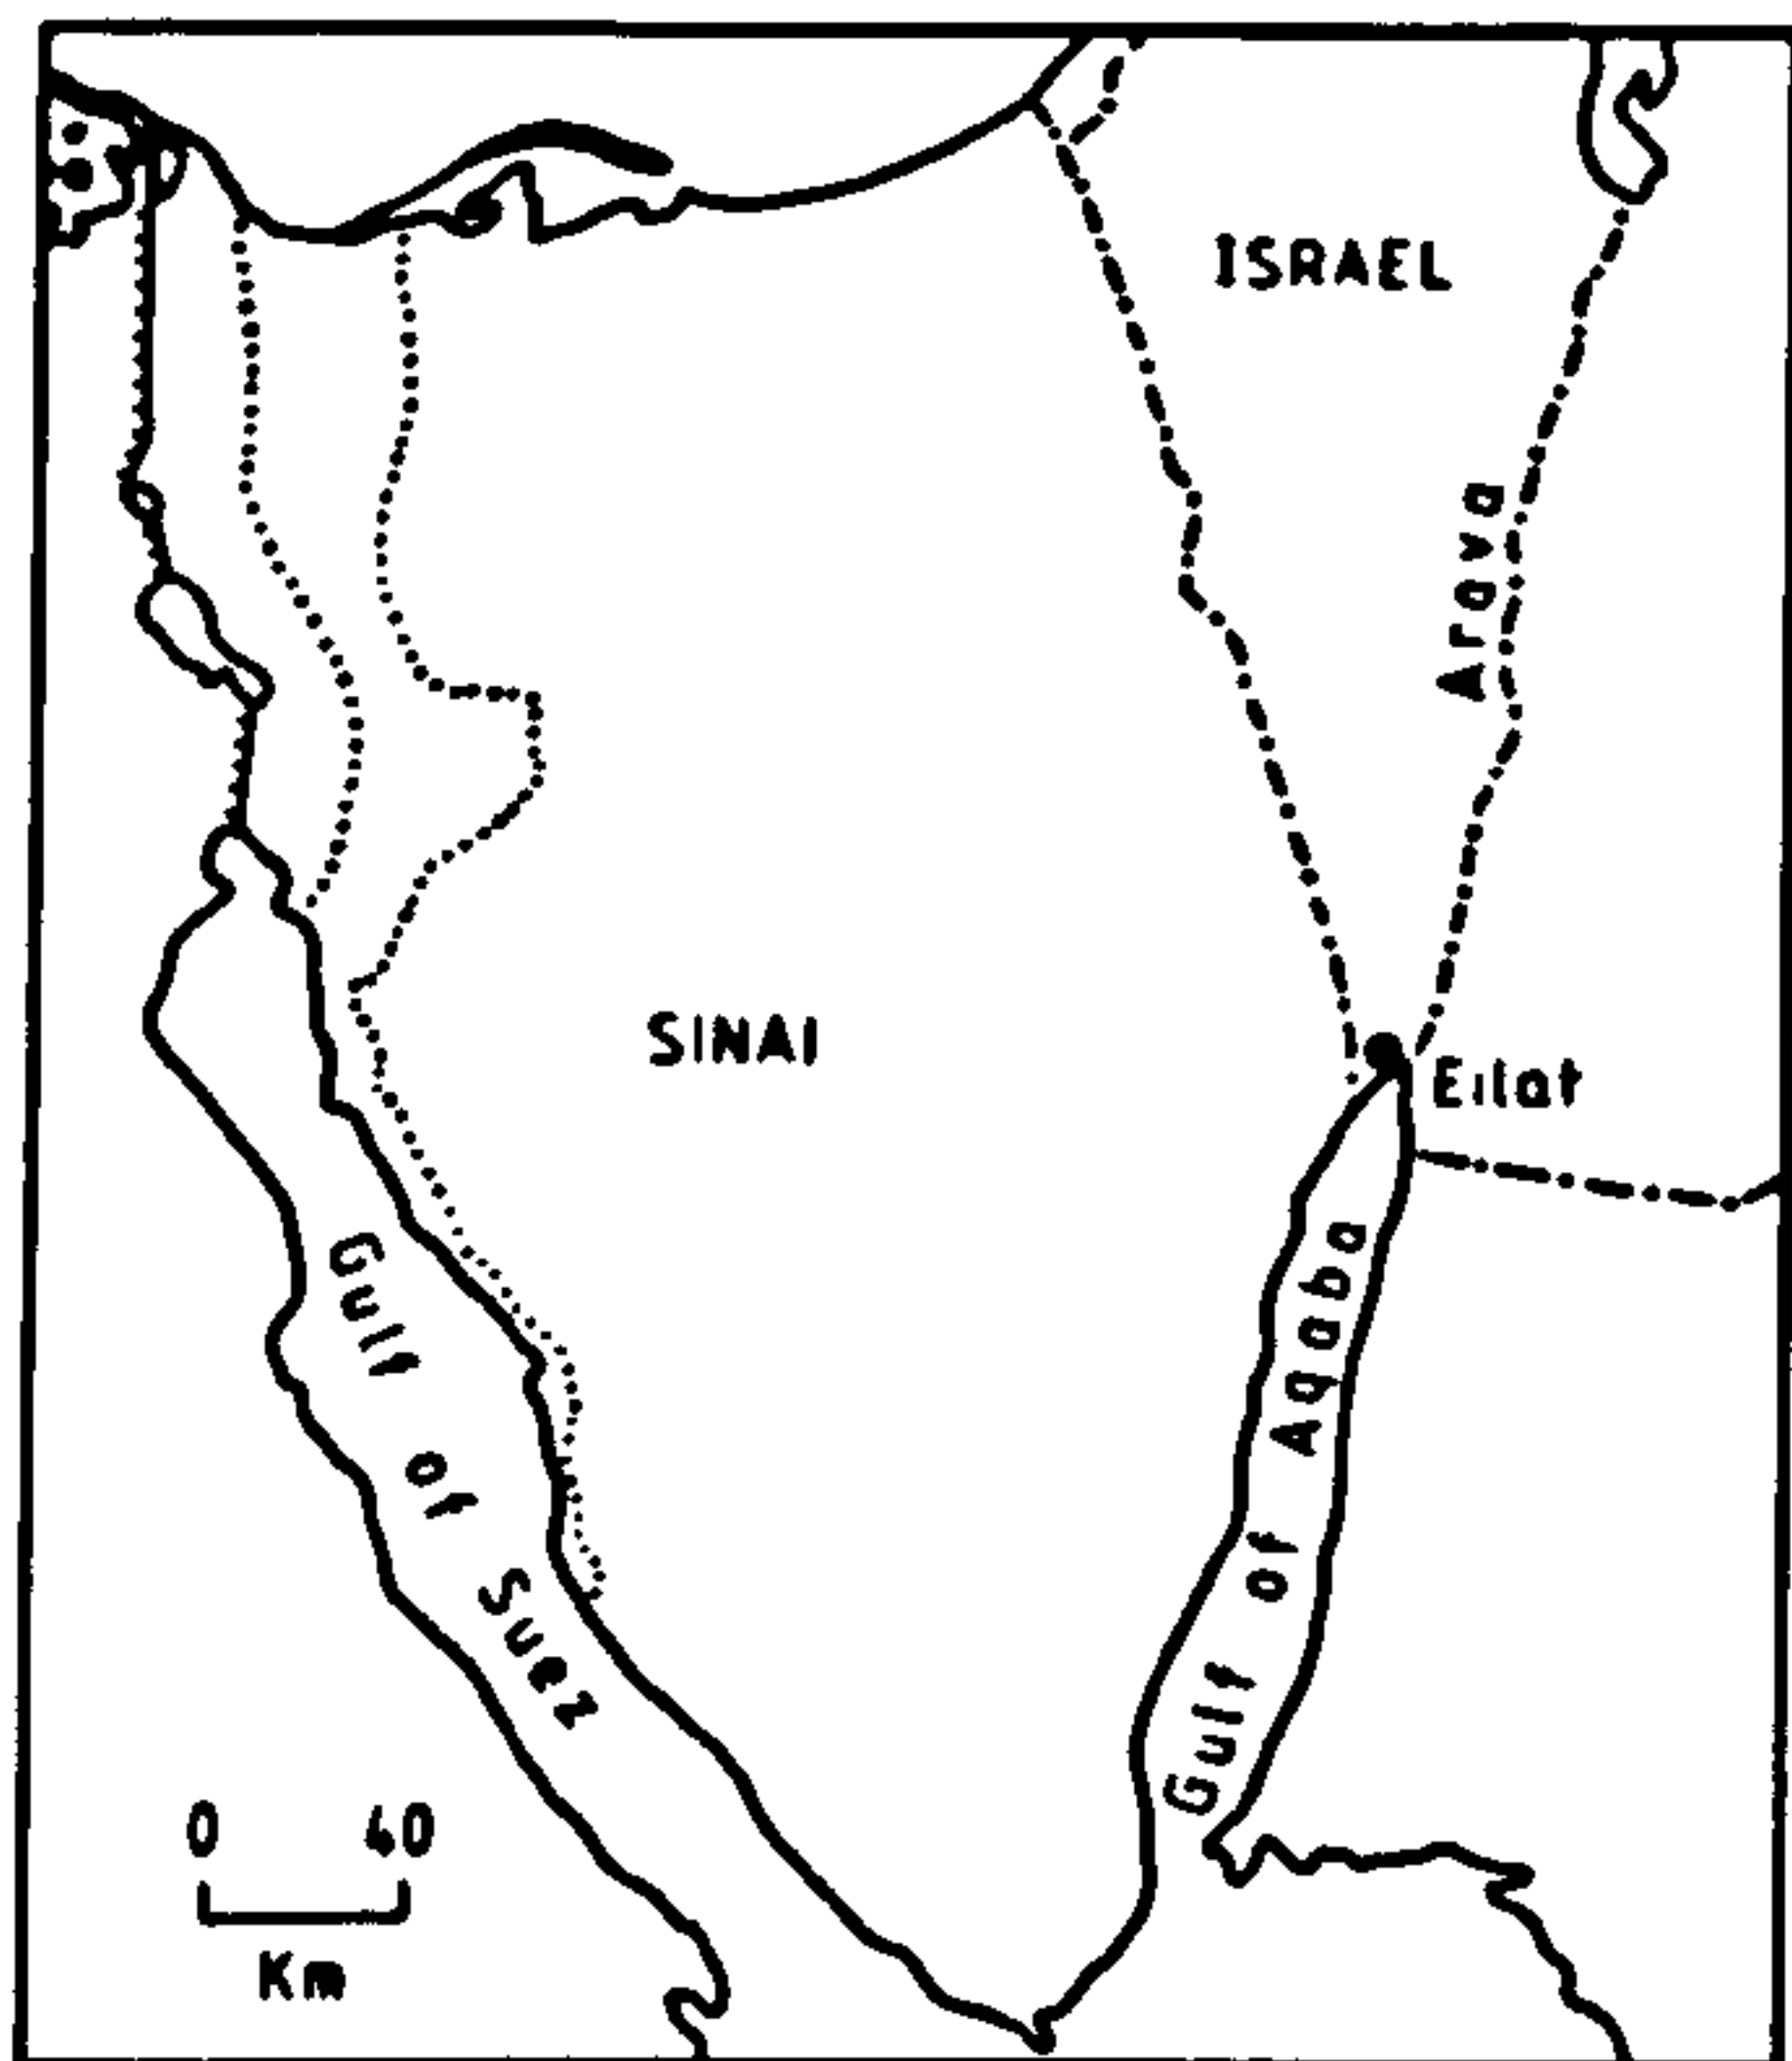 ISRAEL
Arava
SINAI
Eilat
Gulf of Suez
Gulf of Aqaba
0 40
Km